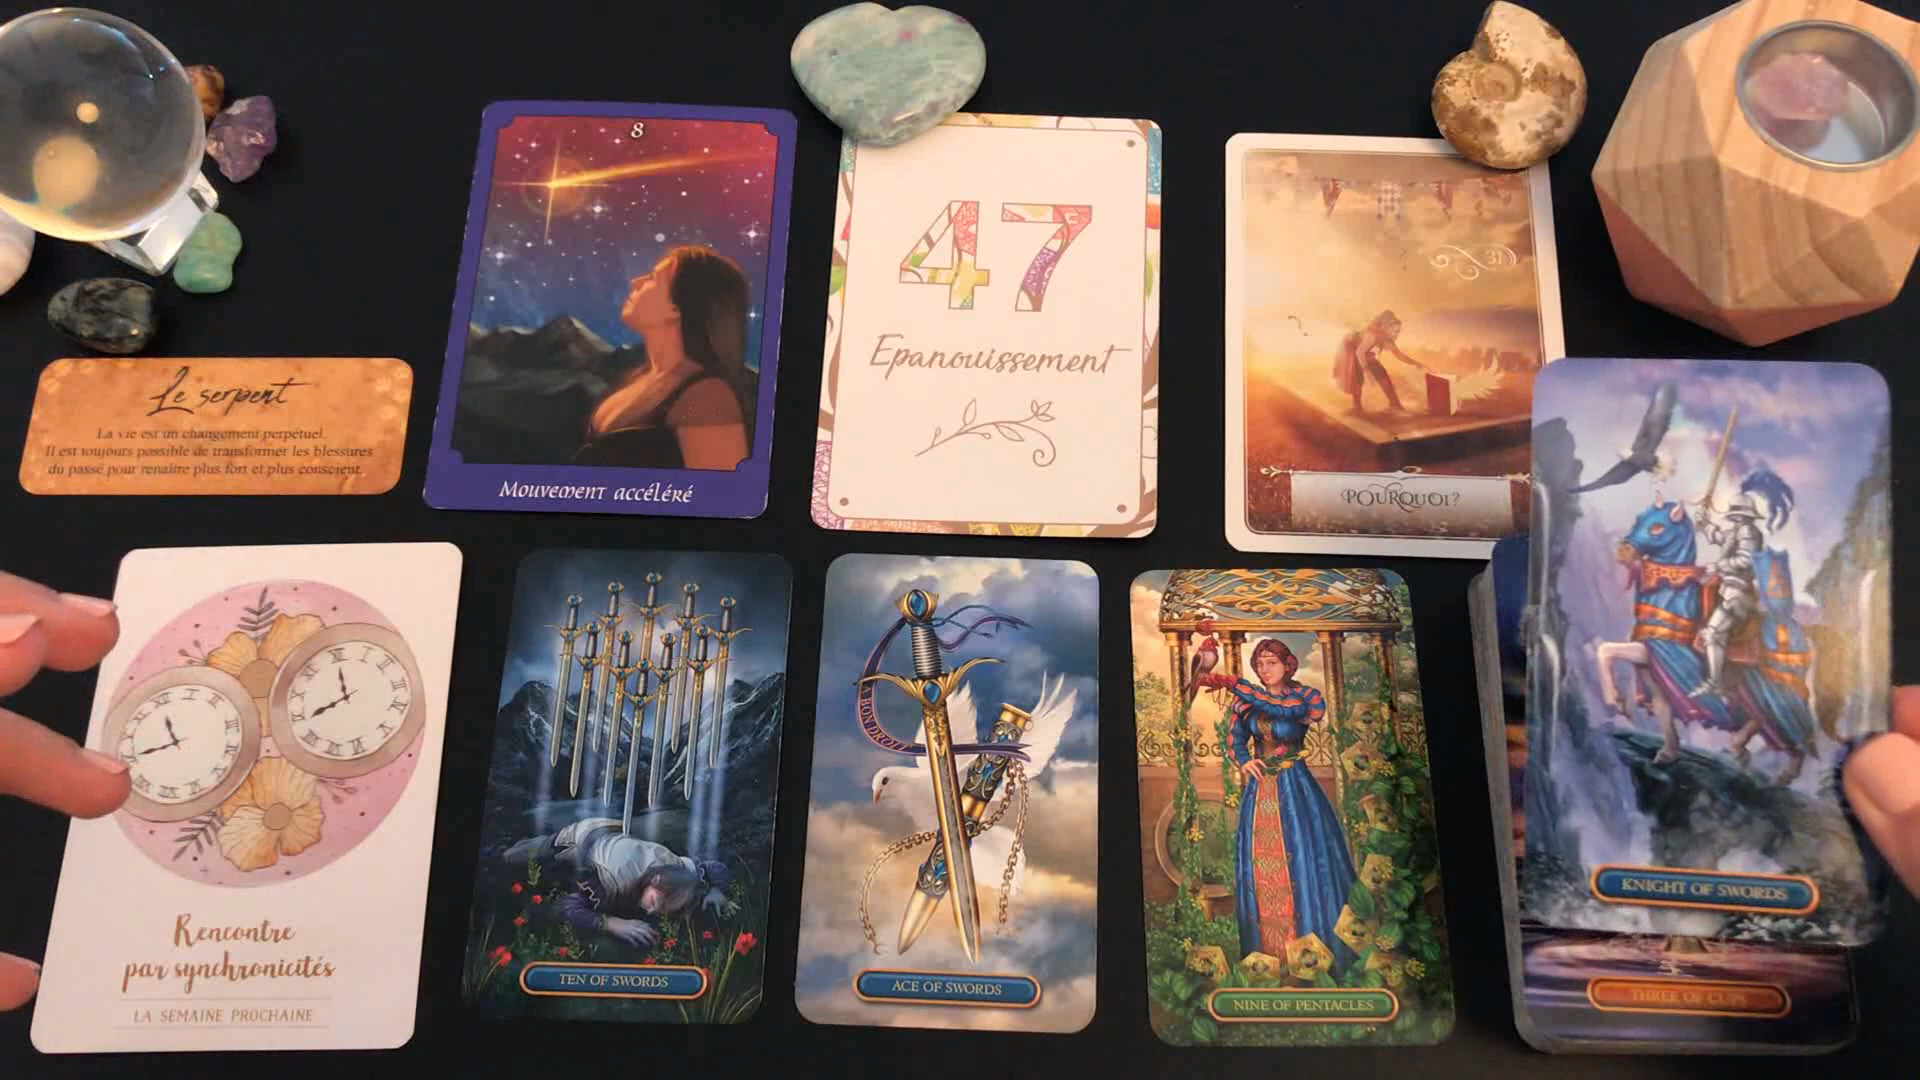 8
Mouvement accéléré
47
Epanouissement
31
POURQUOI?
Le serpent
La vie est un changement perpétuel.
Il est toujours possible de transformer les blessures
du passé pour renaître plus fort et plus conscient.
Rencontre
par synchronicités
LA SEMAINE PROCHAINE
TEN OF SWORDS
A BON DROIT
ACE OF SWORDS
NINE OF PENTACLES
KNIGHT OF SWORDS
THREE OF CUPS